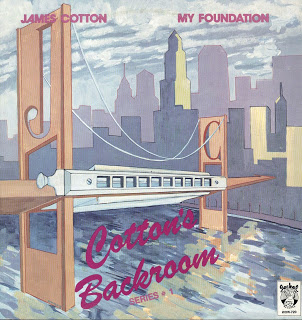 JAMES COTTON MY FOUNDATION
J C
Cotton's
Backroom
SERIES # 1